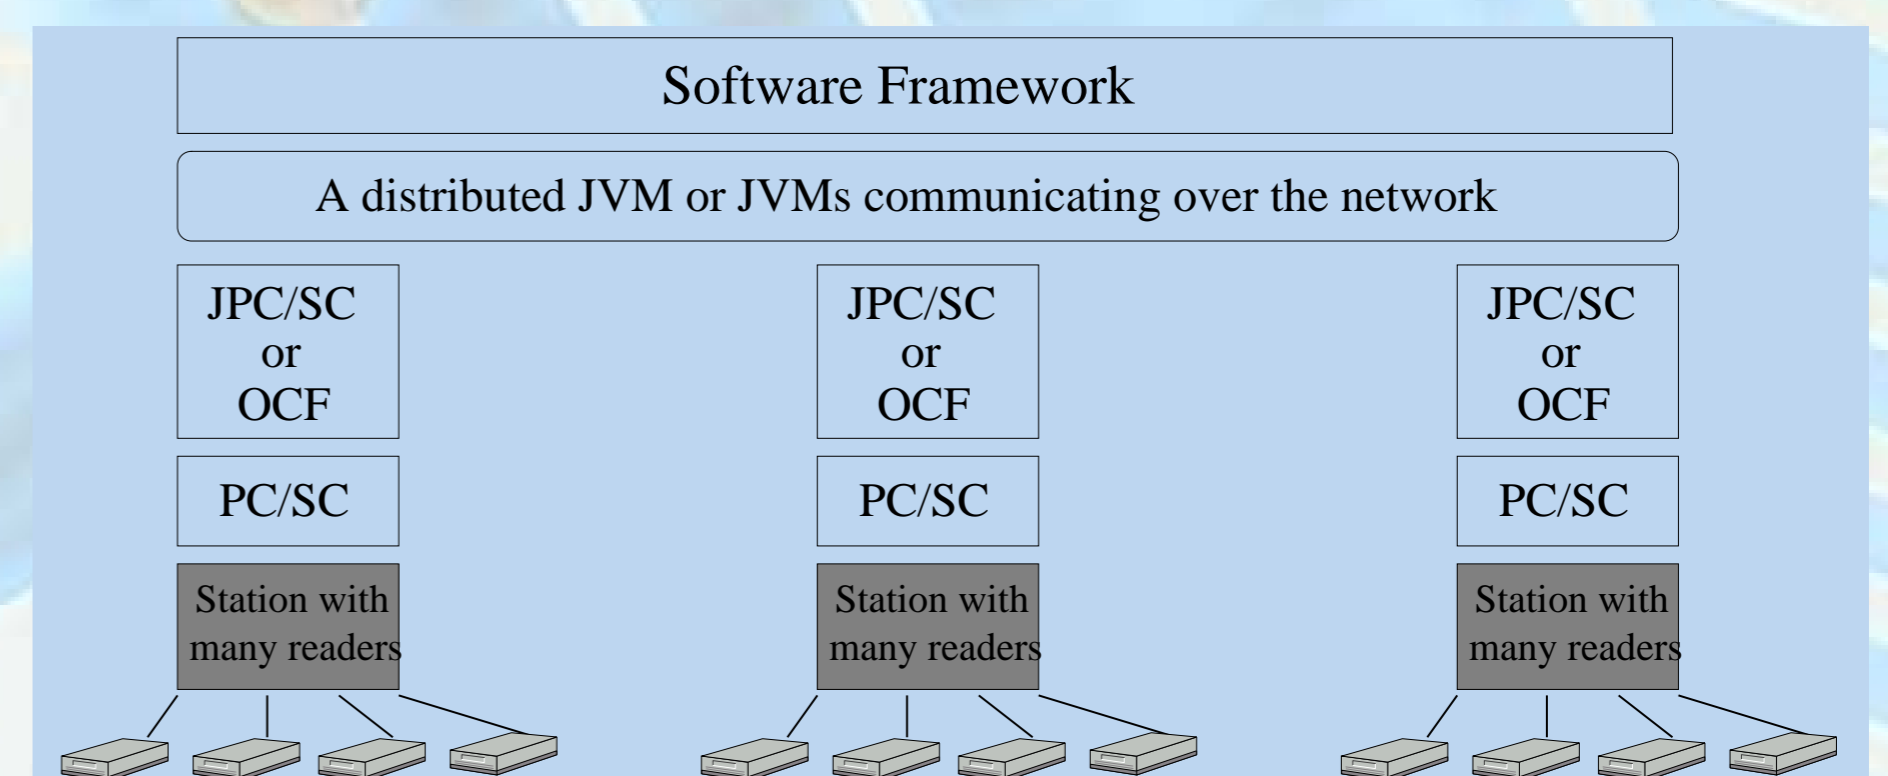 Software Framework
A distributed JVM or JVMs communicating over the network
JPC/SC
or
OCF
PC/SC
Station with
many readers
JPC/SC
or
OCF
PC/SC
Station with
many readers
JPC/SC
or
OCF
PC/SC
Station with
many readers